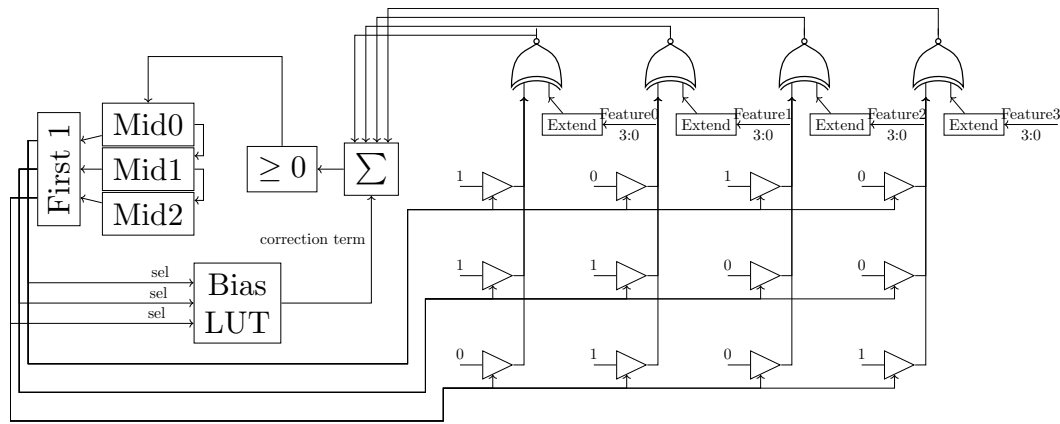 Mid0
Mid1
Mid2
First 1
≥ 0
∑
Extend
Feature0
3:0
Extend
Feature1
3:0
Extend
Feature2
3:0
Extend
Feature3
3:0
1
0
1
0
correction term
sel
sel
sel
Bias
LUT
1
1
0
0
0
1
0
1